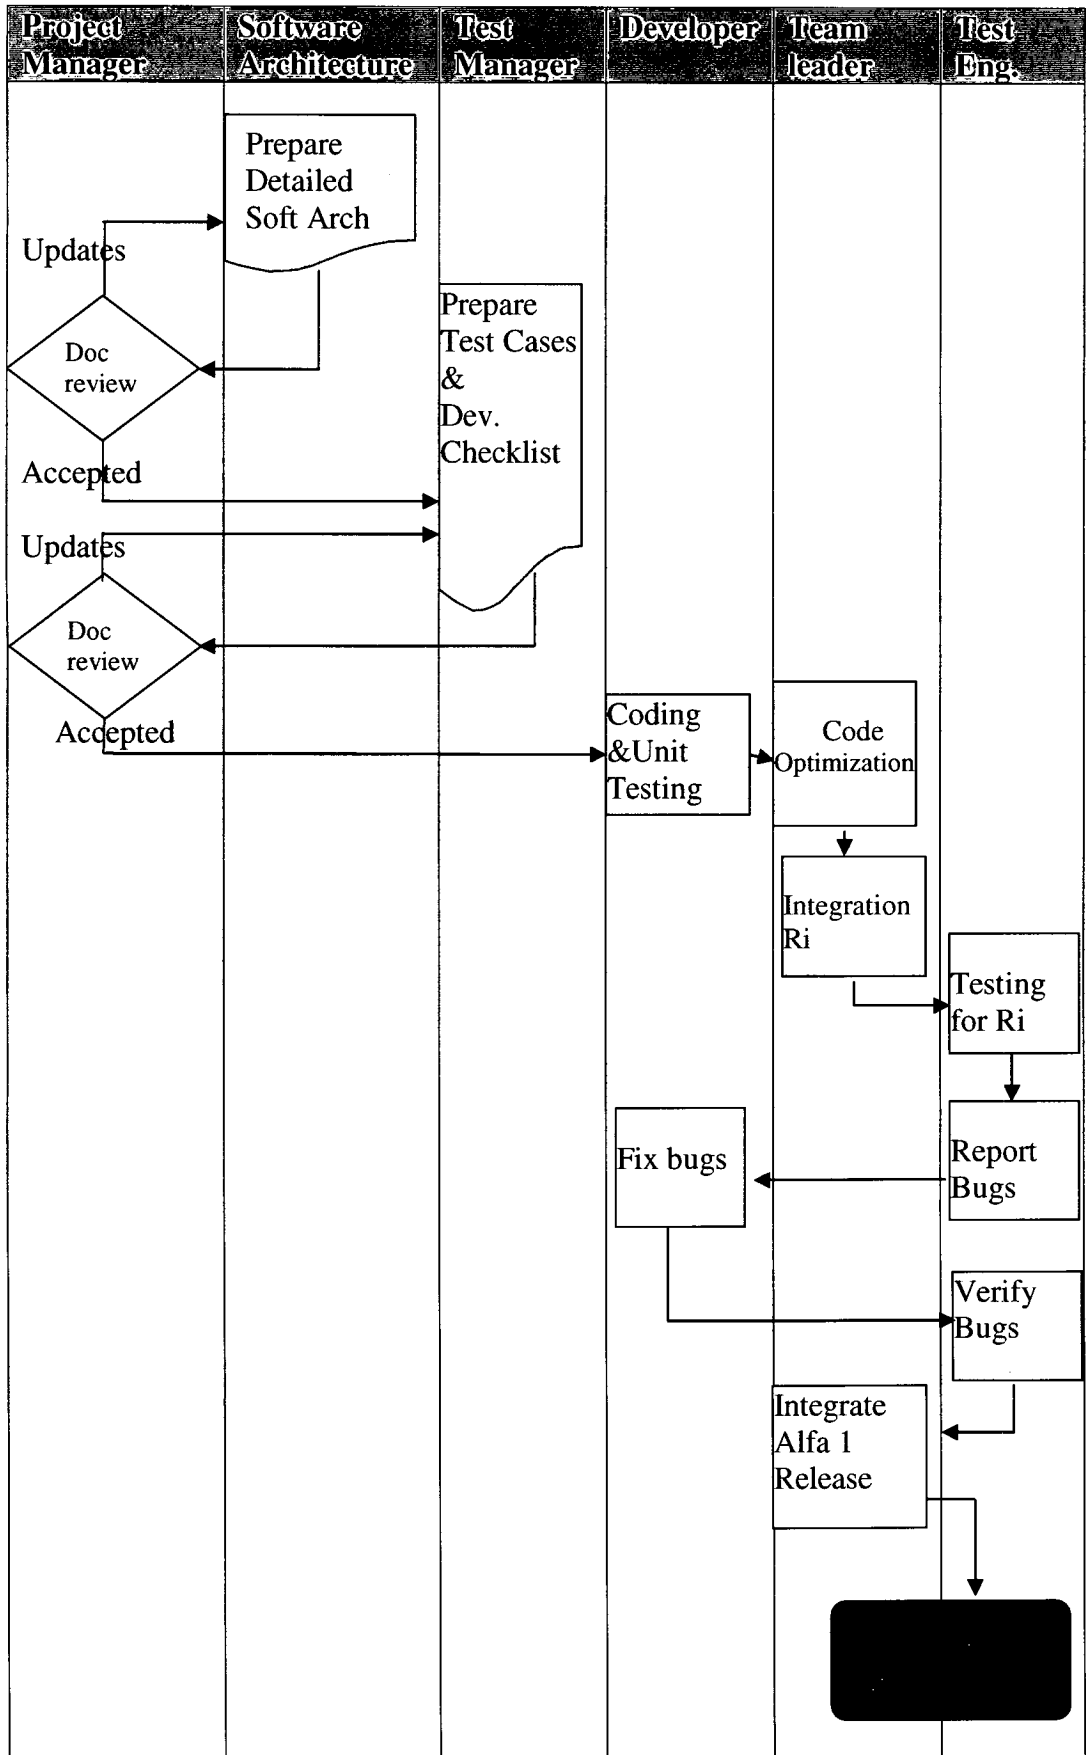 Project
Manager
Software
Architecture
Test
Manager
Developer
Team
leader
Test
Eng.
Prepare
Detailed
Soft Arch
Updates
Doc
review
Accepted
Prepare
Test Cases
&
Dev.
Checklist
Updates
Doc
review
Accepted
Coding
&Unit
Testing
Code
Optimization
Integration
Ri
Testing
for Ri
Report
Bugs
Fix bugs
Verify
Bugs
Integrate
Alfa 1
Release